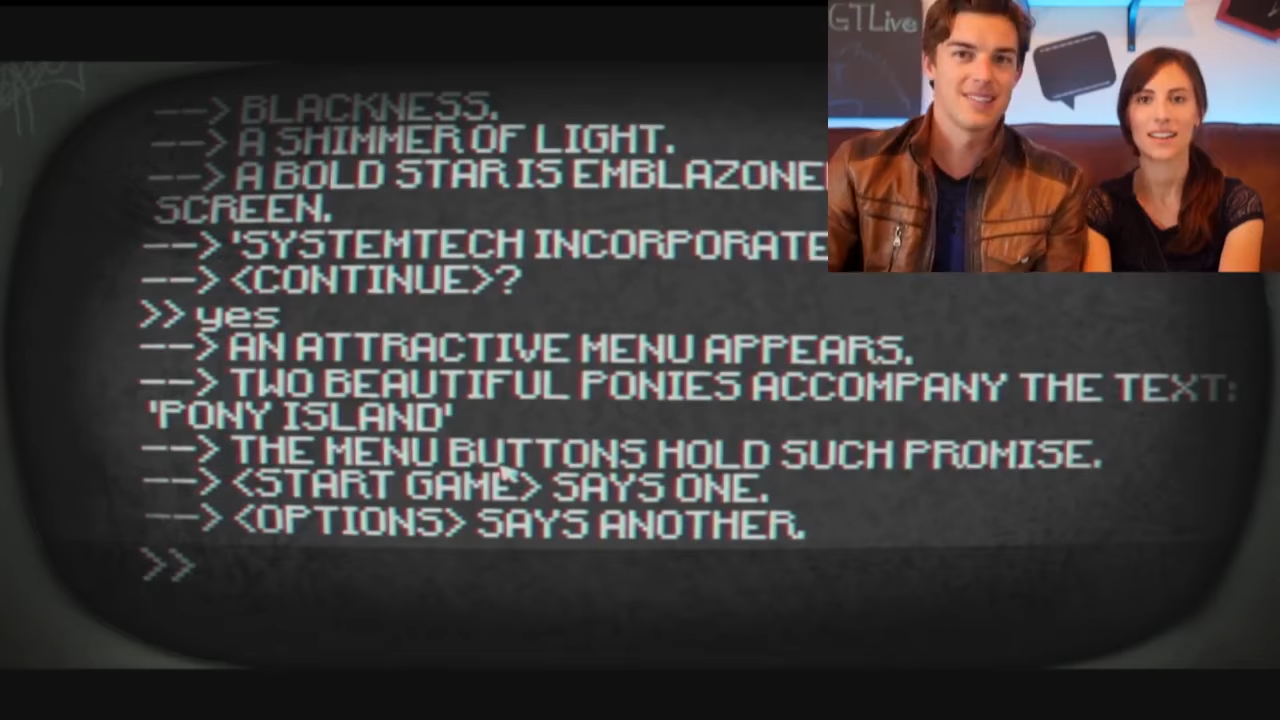 GTLive
--> BLACKNESS.
--> A SHIMMER OF LIGHT.
--> A BOLD STAR IS EMBLAZONE
SCREEN.
--> 'SYSTEMTECH INCORPORATE
--> <CONTINUE>?
>> yes
--> AN ATTRACTIVE MENU APPEARS.
--> TWO BEAUTIFUL PONIES ACCOMPANY THE TEXT:
'PONY ISLAND'
--> THE MENU BUTTONS HOLD SUCH PROMISE.
--> <START GAME> SAYS ONE.
--> <OPTIONS> SAYS ANOTHER.
>>